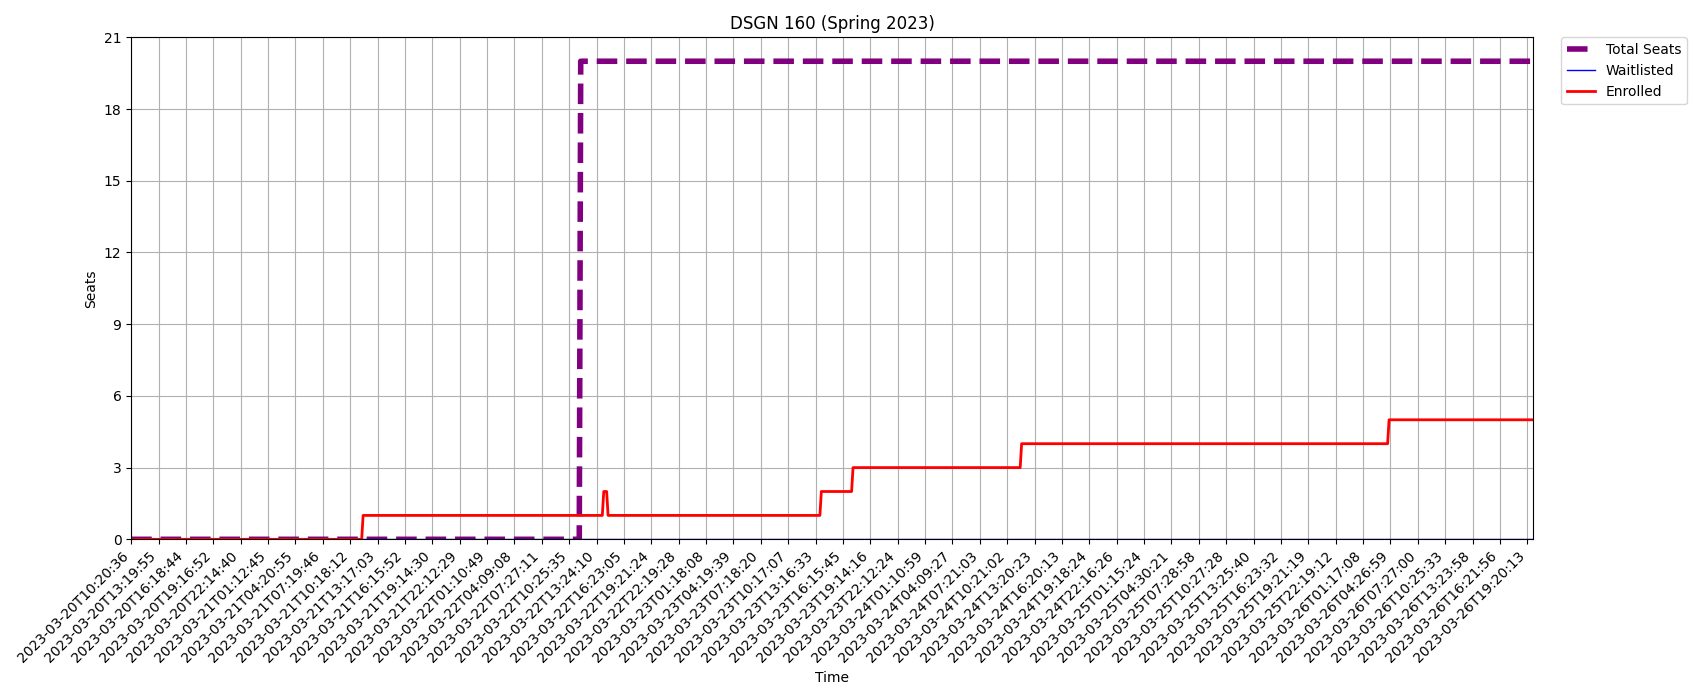 DSGN 160 (Spring 2023)
21
18
15
12
9
6
3
0
Seats
Total Seats
Waitlisted
Enrolled
2023-03-20T10:20:36
2023-03-20T13:19:55
2023-03-20T16:18:44
2023-03-20T19:16:52
2023-03-20T22:14:40
2023-03-21T01:12:45
2023-03-21T04:20:55
2023-03-21T07:19:46
2023-03-21T10:18:12
2023-03-21T13:17:03
2023-03-21T16:15:52
2023-03-21T19:14:30
2023-03-21T22:12:29
2023-03-22T01:10:49
2023-03-22T04:09:08
2023-03-22T07:27:11
2023-03-22T10:25:35
2023-03-22T13:24:10
2023-03-22T16:23:05
2023-03-22T19:21:24
2023-03-22T22:19:28
2023-03-23T01:18:08
2023-03-23T04:19:39
2023-03-23T07:18:20
2023-03-23T10:17:07
2023-03-23T13:16:33
2023-03-23T16:15:45
2023-03-23T19:14:16
2023-03-23T22:12:24
2023-03-24T01:10:59
2023-03-24T04:09:27
2023-03-24T07:21:03
2023-03-24T10:21:02
2023-03-24T13:20:23
2023-03-24T16:20:13
2023-03-24T19:18:24
2023-03-24T22:16:26
2023-03-25T01:15:24
2023-03-25T04:30:21
2023-03-25T07:28:58
2023-03-25T10:27:28
2023-03-25T13:25:40
2023-03-25T16:23:32
2023-03-25T19:21:19
2023-03-25T22:19:12
2023-03-26T01:17:08
2023-03-26T04:26:59
2023-03-26T07:27:00
2023-03-26T10:25:33
2023-03-26T13:23:58
2023-03-26T16:21:56
2023-03-26T19:20:13
Time